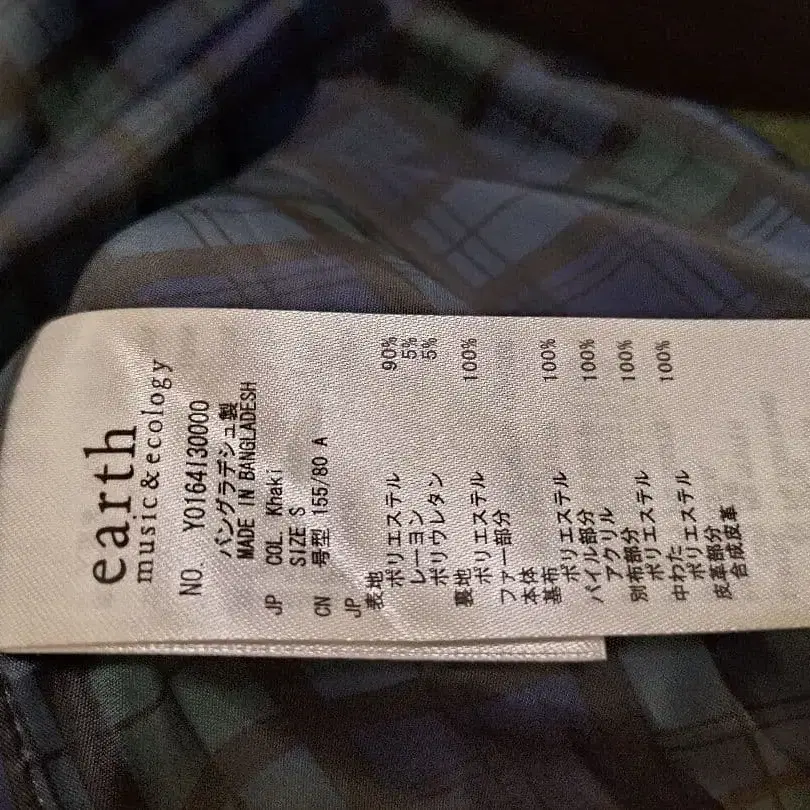 earth
music&ecology
NO. Y0164I30000
バングラデシュ製
MADE IN BANGLADESH
JP COL. Khaki
SIZE S
CN 号型 155/80 A
JP
表地
ポリエステル 90%
レーヨン 5%
ポリウレタン 5%
裏地
ポリエステル 100%
ファー部分
本体
基布
ポリエステル 100%
パイル部分
アクリル 100%
別布部分
ポリエステル 100%
中わた
ポリエステル 100%
皮革部分
合成皮革